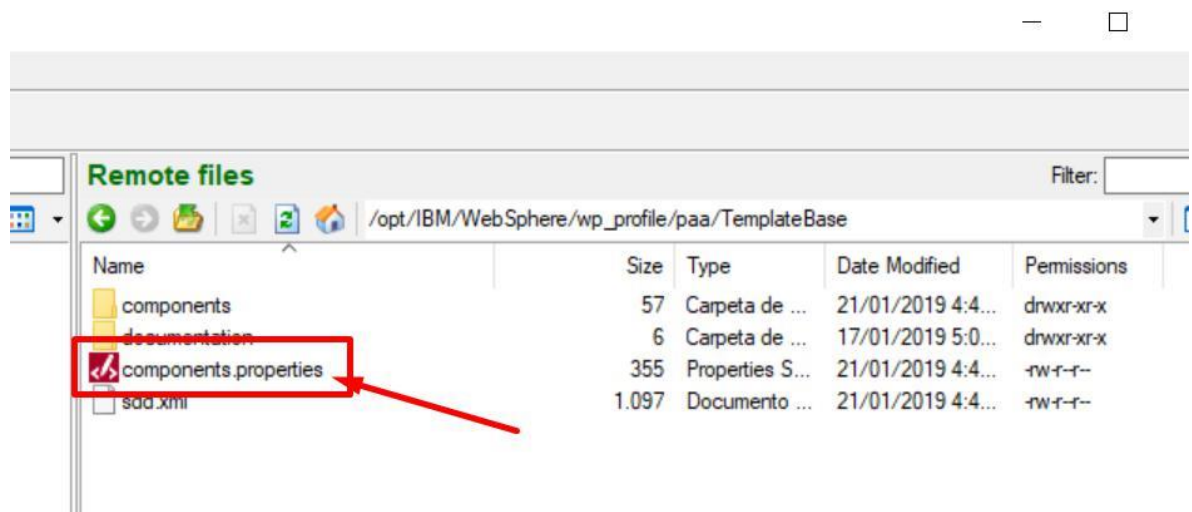 Remote files Filter:
/opt/IBM/WebSphere/wp_profile/paa/TemplateBase
Name Size Type Date Modified Permissions
components 57 Carpeta de ... 21/01/2019 4:4... drwxr-xr-x
documentation 6 Carpeta de ... 17/01/2019 5:0... drwxr-xr-x
components.properties 355 Properties S... 21/01/2019 4:4... -rw-r--r--
sdd.xml 1.097 Documento ... 21/01/2019 4:4... -rw-r--r--